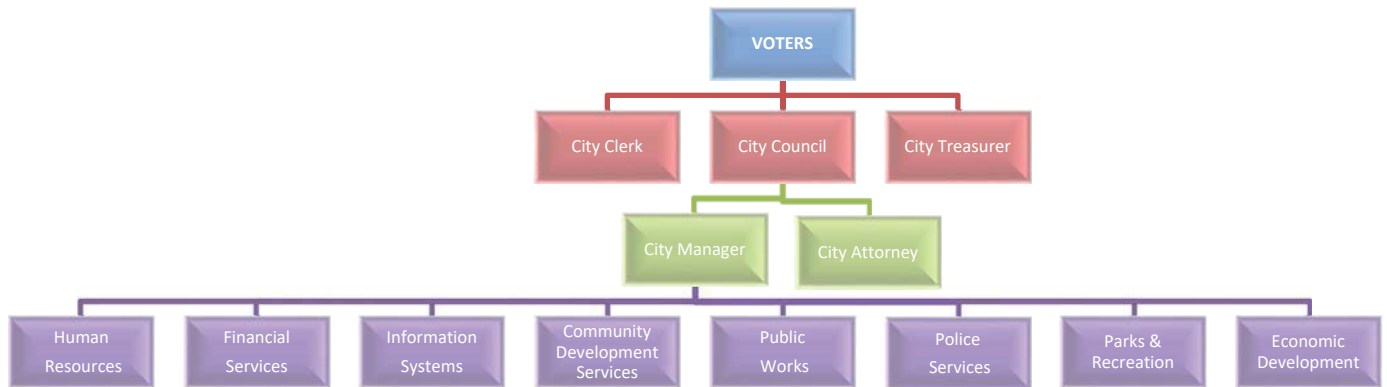 VOTERS
City Clerk
City Council
City Treasurer
City Manager
City Attorney
Human
Resources
Financial
Services
Information
Systems
Community
Development
Services
Public
Works
Police
Services
Parks &
Recreation
Economic
Development